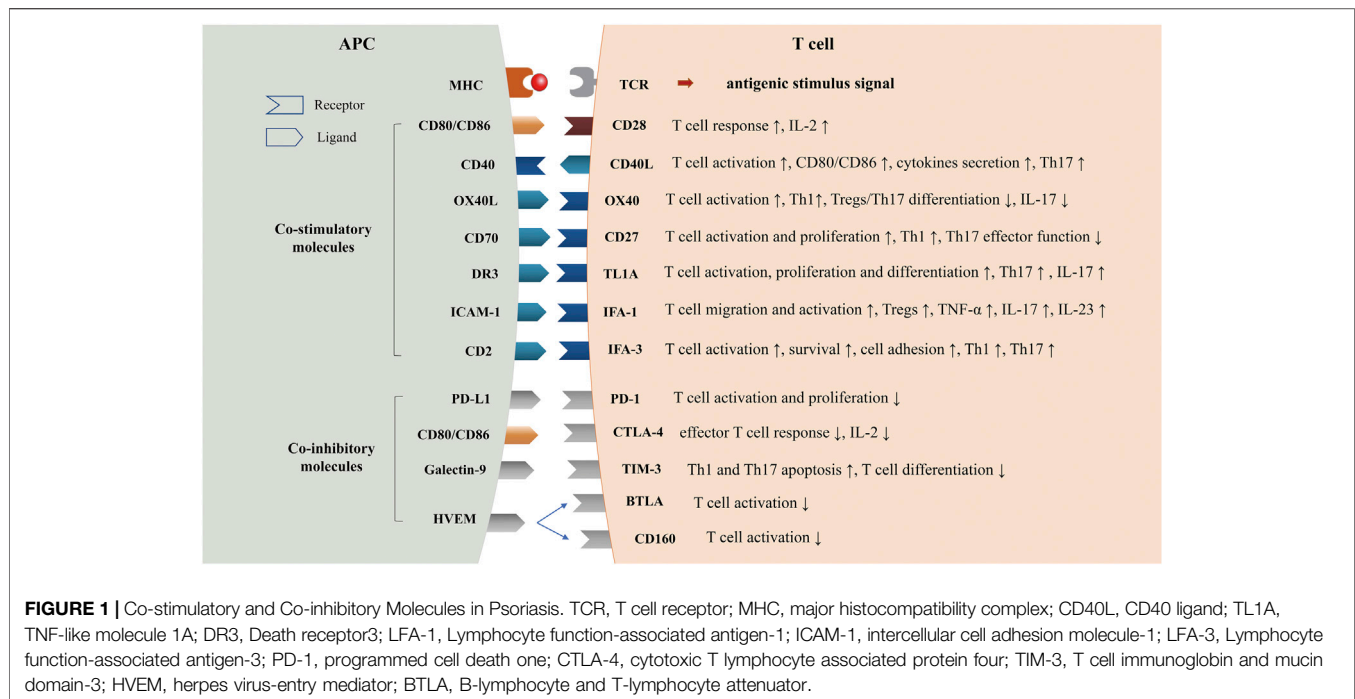 APC
T cell
MHC
TCR
antigenic stimulus signal
Receptor
Ligand
Co-stimulatory
molecules
CD80/CD86
CD28
T cell response ↑, IL-2 ↑
CD40
CD40L
T cell activation ↑, CD80/CD86 ↑, cytokines secretion ↑, Th17 ↑
OX40L
OX40
T cell activation ↑, Th1↑, Tregs/Th17 differentiation ↓, IL-17 ↓
CD70
CD27
T cell activation and proliferation ↑, Th1 ↑, Th17 effector function ↓
DR3
TL1A
T cell activation, proliferation and differentiation ↑, Th17 ↑ , IL-17 ↑
ICAM-1
IFA-1
T cell migration and activation ↑, Tregs ↑, TNF-α ↑, IL-17 ↑, IL-23 ↑
CD2
IFA-3
T cell activation ↑, survival ↑, cell adhesion ↑, Th1 ↑, Th17 ↑
Co-inhibitory
molecules
PD-L1
PD-1
T cell activation and proliferation ↓
CD80/CD86
CTLA-4
effector T cell response ↓, IL-2 ↓
Galectin-9
TIM-3
Th1 and Th17 apoptosis ↑, T cell differentiation ↓
HVEM
BTLA
T cell activation ↓
CD160
T cell activation ↓
FIGURE 1 | Co-stimulatory and Co-inhibitory Molecules in Psoriasis. TCR, T cell receptor; MHC, major histocompatibility complex; CD40L, CD40 ligand; TL1A,
TNF-like molecule 1A; DR3, Death receptor3; LFA-1, Lymphocyte function-associated antigen-1; ICAM-1, intercellular cell adhesion molecule-1; LFA-3, Lymphocyte
function-associated antigen-3; PD-1, programmed cell death one; CTLA-4, cytotoxic T lymphocyte associated protein four; TIM-3, T cell immunoglobin and mucin
domain-3; HVEM, herpes virus-entry mediator; BTLA, B-lymphocyte and T-lymphocyte attenuator.